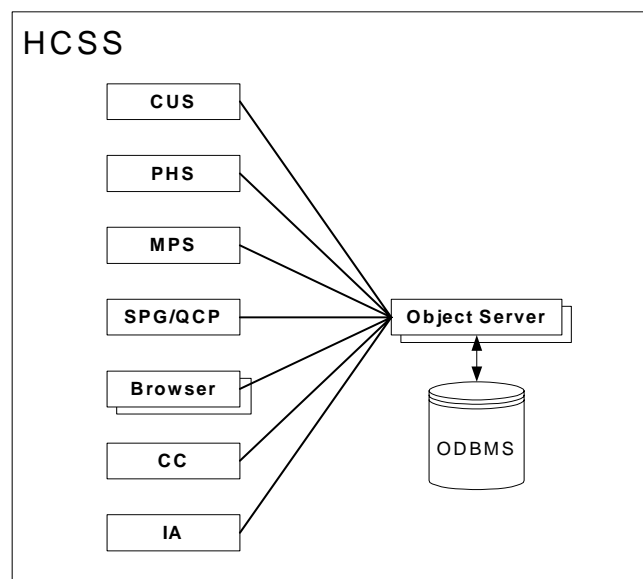 HCSS
CUS
PHS
MPS
SPG/QCP
Object Server
Browser
CC
ODBMS
IA